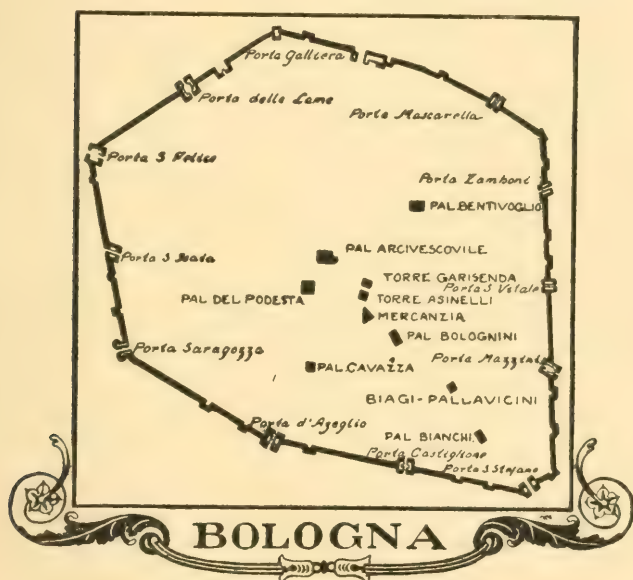 Porta Galliera
Porta delle Lame
Porta Mascarella
Porta S Felice
Porta Zamboni
PAL.BENTIVOGLIO
PAL ARCIVESCOVILE
Porta S Isaia
TORRE GARISENDA
Porta S Vitale
PAL DEL PODESTA
TORRE ASINELLI
MERCANZIA
PAL BOLOGNINI
Porta Saragozza
PAL.CAVAZZA
Porta Mazzini
BIAGI-PALLAVICINI
Porta d'Azeglio
PAL BIANCHI
Porta Castiglione
Porta S.Stefano
BOLOGNA